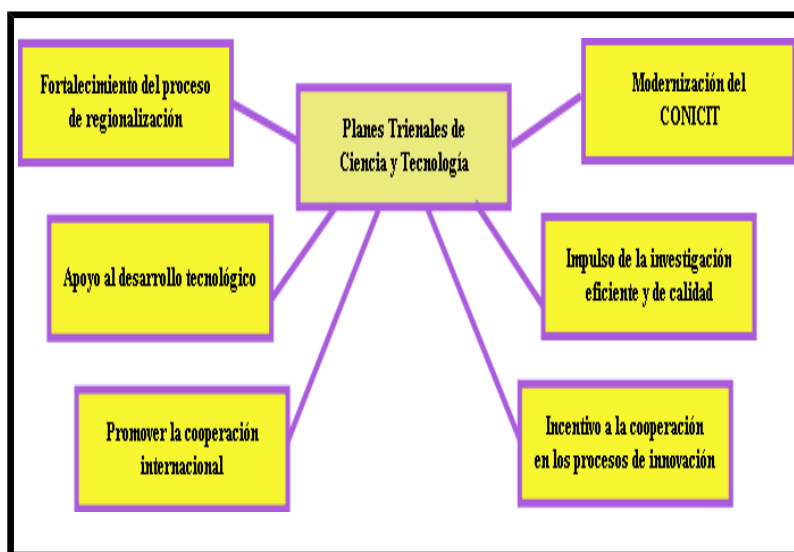 Fortalecimiento del proceso
de regionalización
Planes Trienales de
Ciencia y Tecnología
Modernización del
CONICIT
Apoyo al desarrollo tecnológico
Impulso de la investigación
eficiente y de calidad
Promover la cooperación
internacional
Incentivo a la cooperación
en los procesos de innovación